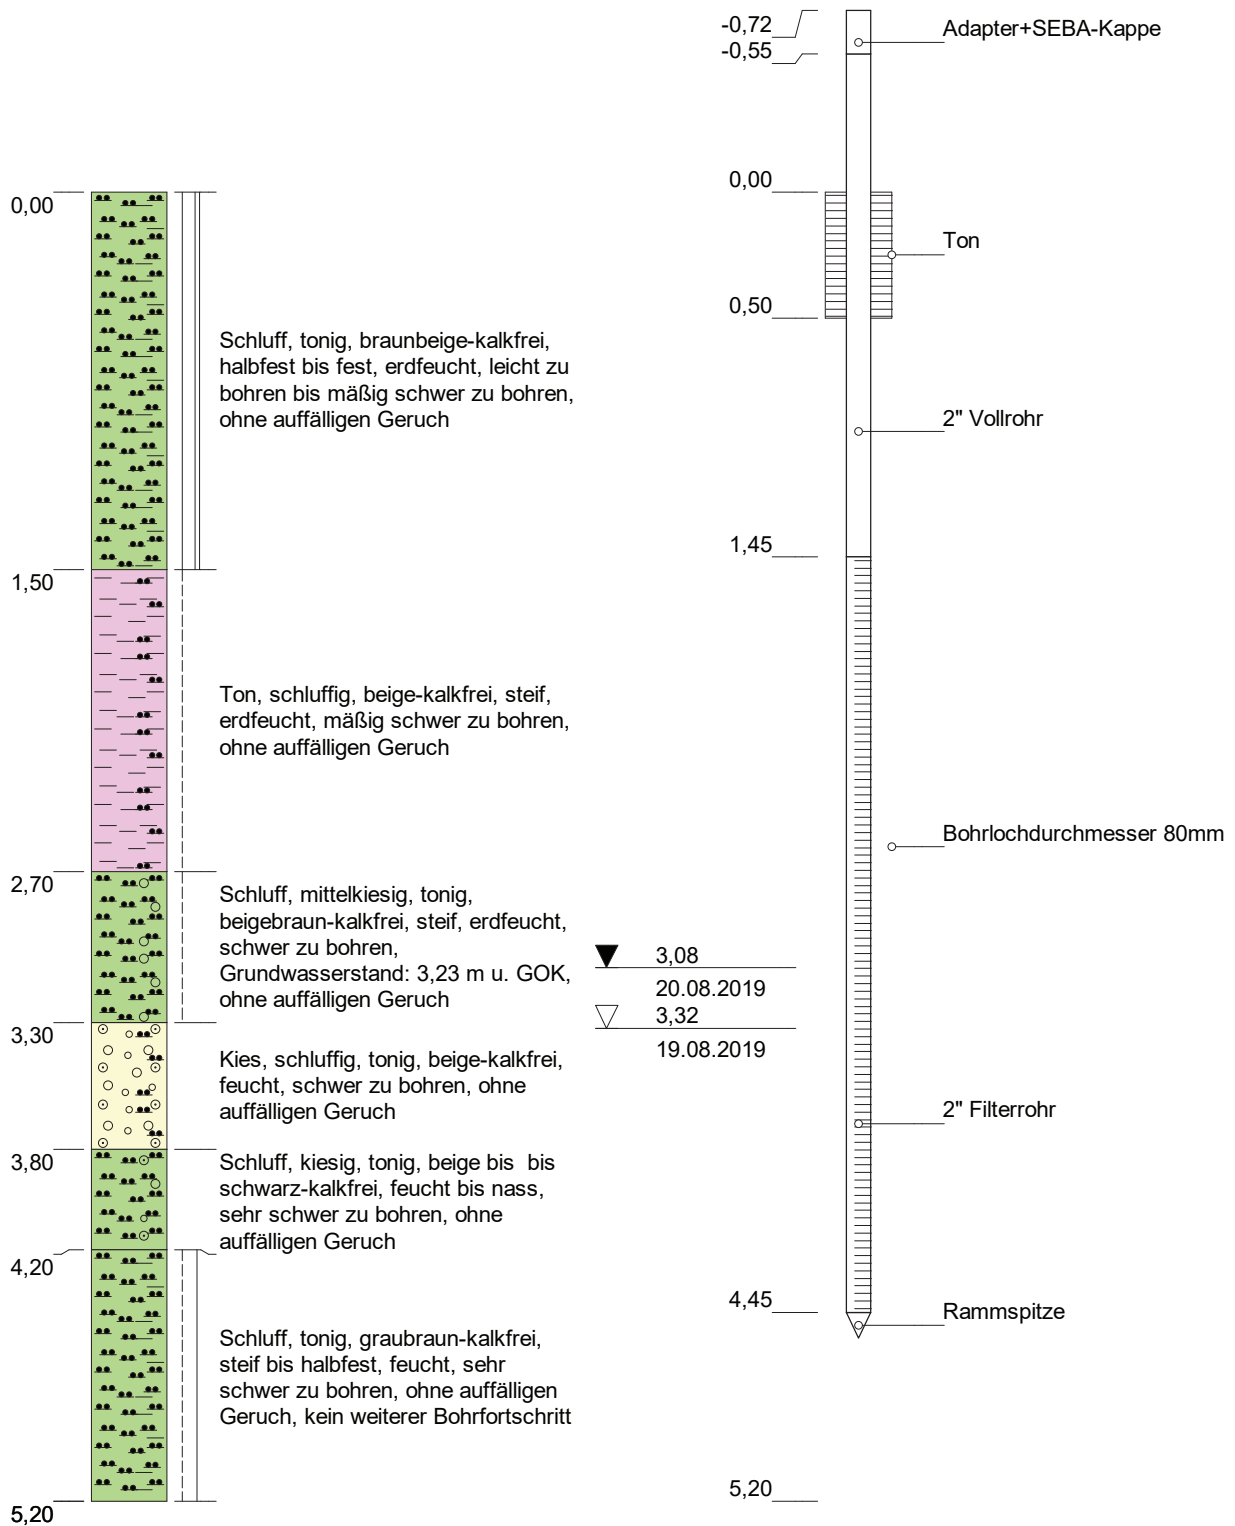 0,00
Schluff, tonig, braunbeige-kalkfrei,
halbfest bis fest, erdfeucht, leicht zu
bohren bis mäßig schwer zu bohren,
ohne auffälligen Geruch
1,50
Ton, schluffig, beige-kalkfrei, steif,
erdfeucht, mäßig schwer zu bohren,
ohne auffälligen Geruch
2,70
Schluff, mittelkiesig, tonig,
beigebraun-kalkfrei, steif, erdfeucht,
schwer zu bohren,
Grundwasserstand: 3,23 m u. GOK,
ohne auffälligen Geruch
3,30
Kies, schluffig, tonig, beige-kalkfrei,
feucht, schwer zu bohren, ohne
auffälligen Geruch
3,80
Schluff, kiesig, tonig, beige bis  bis
schwarz-kalkfrei, feucht bis nass,
sehr schwer zu bohren, ohne
auffälligen Geruch
4,20
Schluff, tonig, graubraun-kalkfrei,
steif bis halbfest, feucht, sehr
schwer zu bohren, ohne auffälligen
Geruch, kein weiterer Bohrfortschritt
5,20
3,08
20.08.2019
3,32
19.08.2019
-0,72
Adapter+SEBA-Kappe
-0,55
0,00
Ton
0,50
2" Vollrohr
1,45
Bohrlochdurchmesser 80mm
2" Filterrohr
4,45
Rammspitze
5,20